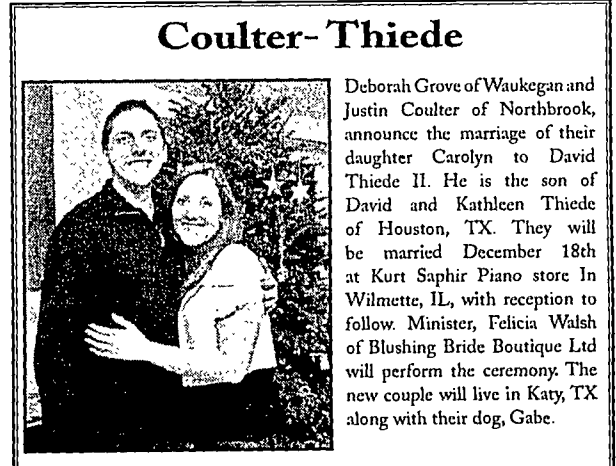 Coulter- Thiede
Deborah Grove of Waukegan and
Justin Coulter of Northbrook,
announce the marriage of their
daughter Carolyn to David
Thiede II. He is the son of
David and Kathleen Thiede
of Houston, TX. They will
be married December 18th
at Kurt Saphir Piano store In
Wilmette, IL, with reception to
follow. Minister, Felicia Walsh
of Blushing Bride Boutique Ltd
will perform the ceremony. The
new couple will live in Katy, TX
along with their dog, Gabe.